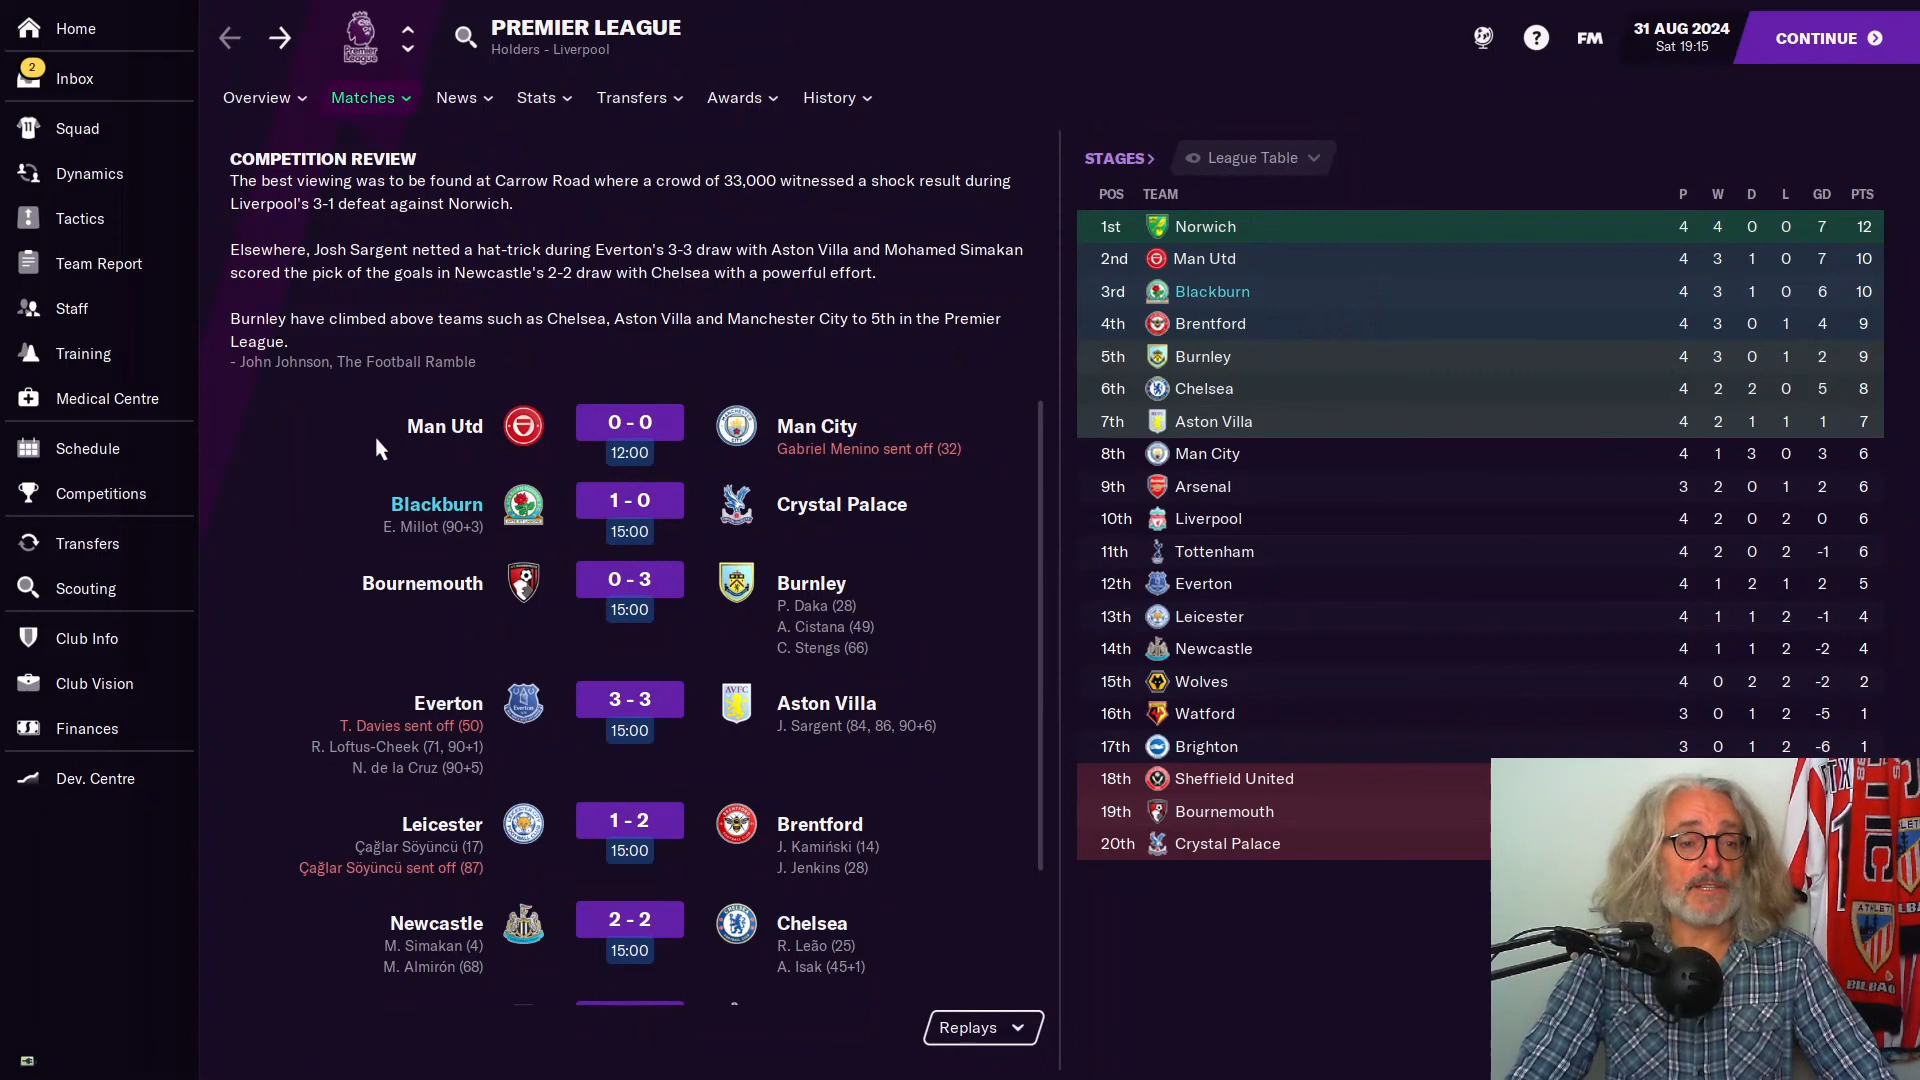 Home
2
Inbox
Squad
Dynamics
Tactics
Team Report
Staff
Training
Medical Centre
Schedule
Competitions
Transfers
Scouting
Club Info
Club Vision
Finances
Dev. Centre
Premier League
PREMIER LEAGUE
Holders - Liverpool
?
FM
31 AUG 2024
Sat 19:15
CONTINUE
Overview Matches News Stats Transfers Awards History
COMPETITION REVIEW
The best viewing was to be found at Carrow Road where a crowd of 33,000 witnessed a shock result during
Liverpool's 3-1 defeat against Norwich.
Elsewhere, Josh Sargent netted a hat-trick during Everton's 3-3 draw with Aston Villa and Mohamed Simakan
scored the pick of the goals in Newcastle's 2-2 draw with Chelsea with a powerful effort.
Burnley have climbed above teams such as Chelsea, Aston Villa and Manchester City to 5th in the Premier
League.
- John Johnson, The Football Ramble
Man Utd 0 - 0 Man City
12:00 Gabriel Menino sent off (32)
Blackburn 1 - 0 Crystal Palace
E. Millot (90+3) 15:00
Bournemouth 0 - 3 Burnley
15:00 P. Daka (28)
A. Cistana (49)
C. Stengs (66)
Everton 3 - 3 Aston Villa
T. Davies sent off (50) 15:00 J. Sargent (84, 86, 90+6)
R. Loftus-Cheek (71, 90+1)
N. de la Cruz (90+5)
Leicester 1 - 2 Brentford
Çağlar Söyüncü (17) 15:00 J. Kamiński (14)
Çağlar Söyüncü sent off (87) J. Jenkins (28)
Newcastle 2 - 2 Chelsea
M. Simakan (4) 15:00 R. Leão (25)
M. Almirón (68) A. Isak (45+1)
Replays
STAGES League Table
POS TEAM P W D L GD PTS
1st Norwich 4 4 0 0 7 12
2nd Man Utd 4 3 1 0 7 10
3rd Blackburn 4 3 1 0 6 10
4th Brentford 4 3 0 1 4 9
5th Burnley 4 3 0 1 2 9
6th Chelsea 4 2 2 0 5 8
7th Aston Villa 4 2 1 1 1 7
8th Man City 4 1 3 0 3 6
9th Arsenal 3 2 0 1 2 6
10th Liverpool 4 2 0 2 0 6
11th Tottenham 4 2 0 2 -1 6
12th Everton 4 1 2 1 2 5
13th Leicester 4 1 1 2 -1 4
14th Newcastle 4 1 1 2 -2 4
15th Wolves 4 0 2 2 -2 2
16th Watford 3 0 1 2 -5 1
17th Brighton 3 0 1 2 -6 1
18th Sheffield United
19th Bournemouth
20th Crystal Palace
BILBAO